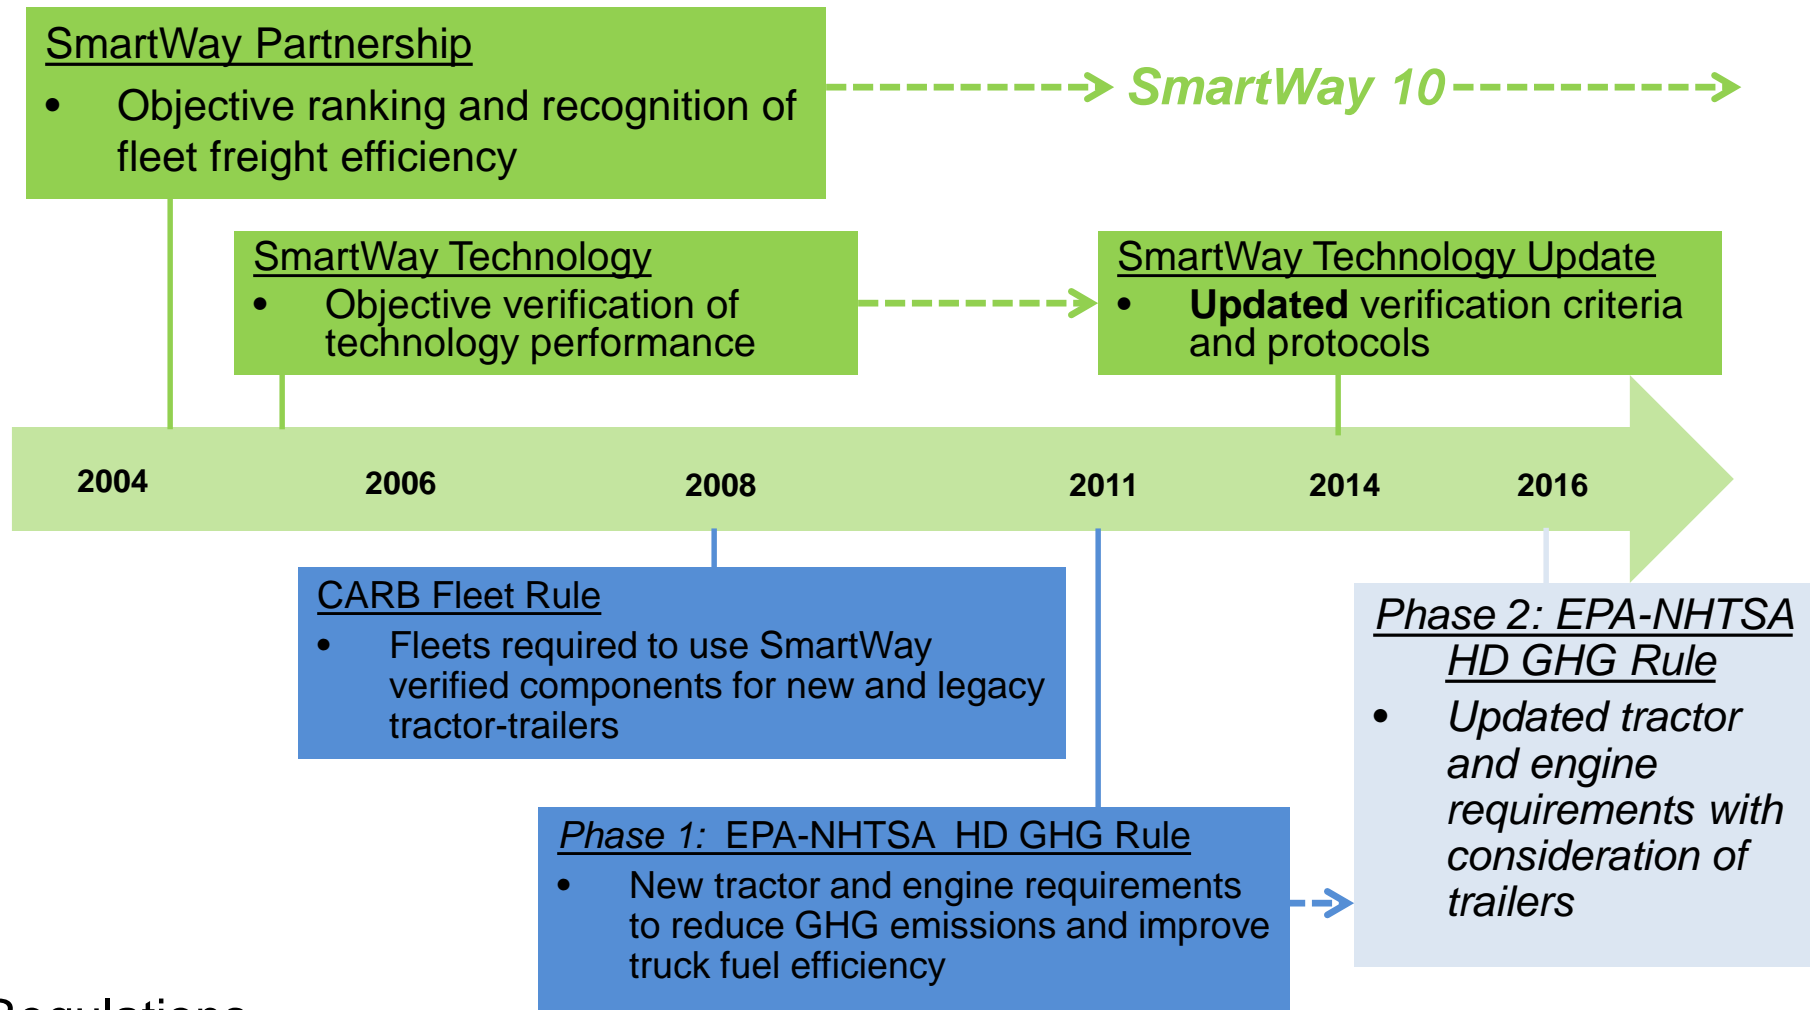 SmartWay Partnership
• Objective ranking and recognition of
fleet freight efficiency
SmartWay 10
SmartWay Technology
• Objective verification of
technology performance
SmartWay Technology Update
• Updated verification criteria
and protocols
2004 2006 2008 2011 2014 2016
CARB Fleet Rule
• Fleets required to use SmartWay
verified components for new and legacy
tractor-trailers
Phase 1: EPA-NHTSA HD GHG Rule
• New tractor and engine requirements
to reduce GHG emissions and improve
truck fuel efficiency
Phase 2: EPA-NHTSA
HD GHG Rule
• Updated tractor
and engine
requirements with
consideration of
trailers
Regulations